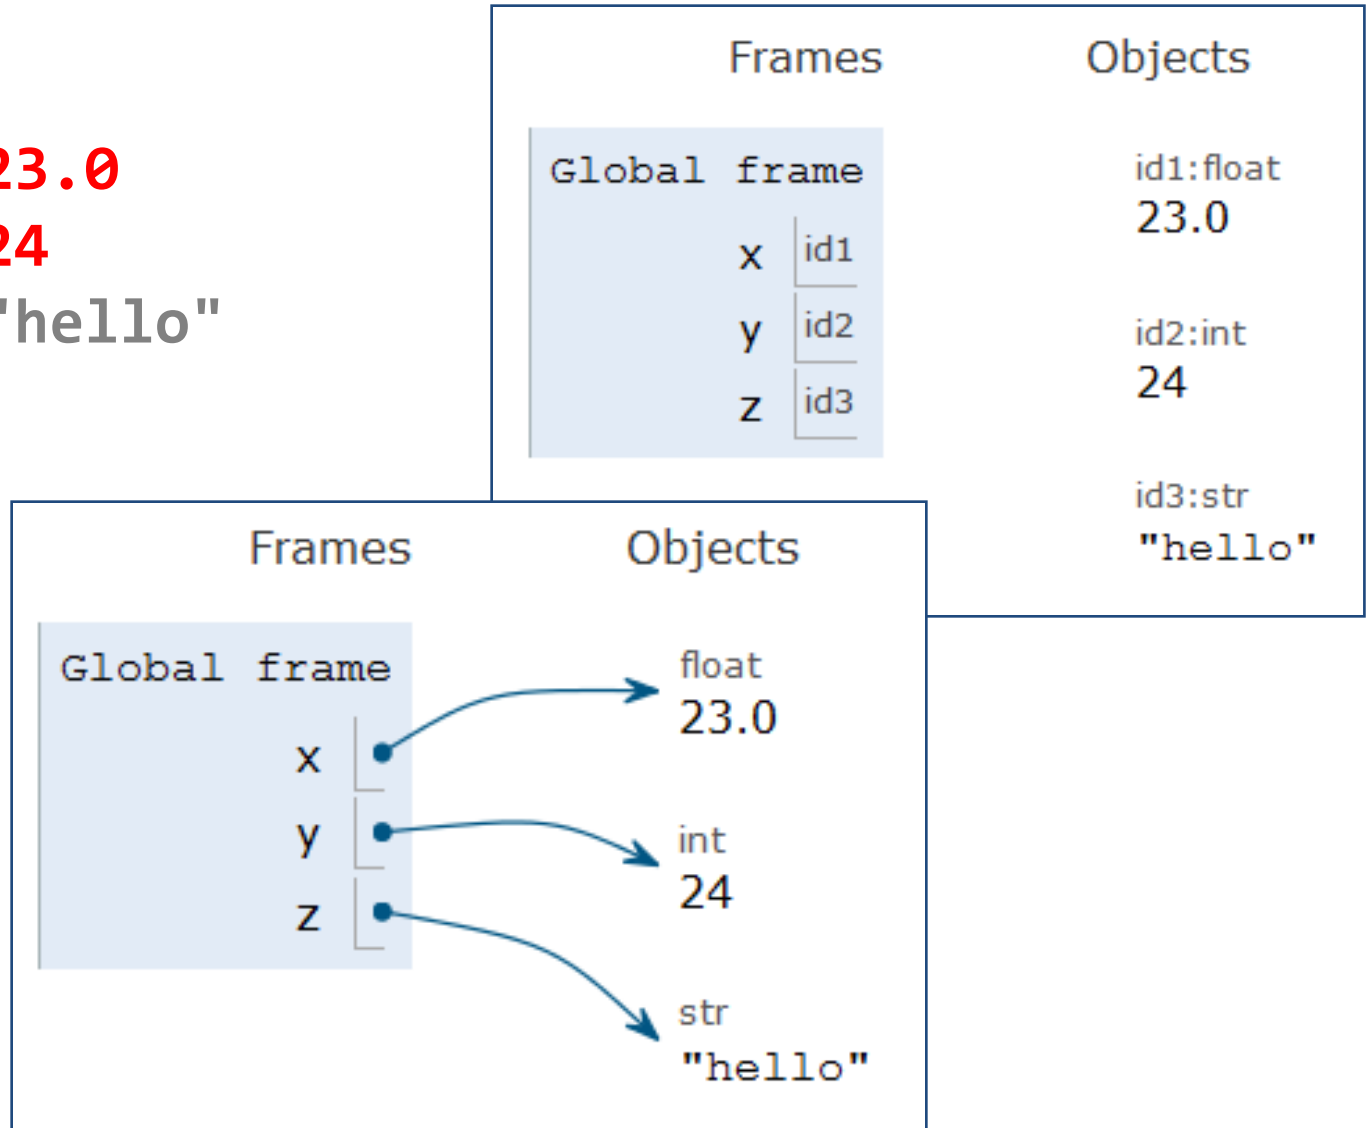 23.0
24
"hello"
Frames Objects
Global frame
x id1
y id2
z id3
id1:float
23.0
id2:int
24
id3:str
"hello"
Frames Objects
Global frame
x
y
z
float
23.0
int
24
str
"hello"